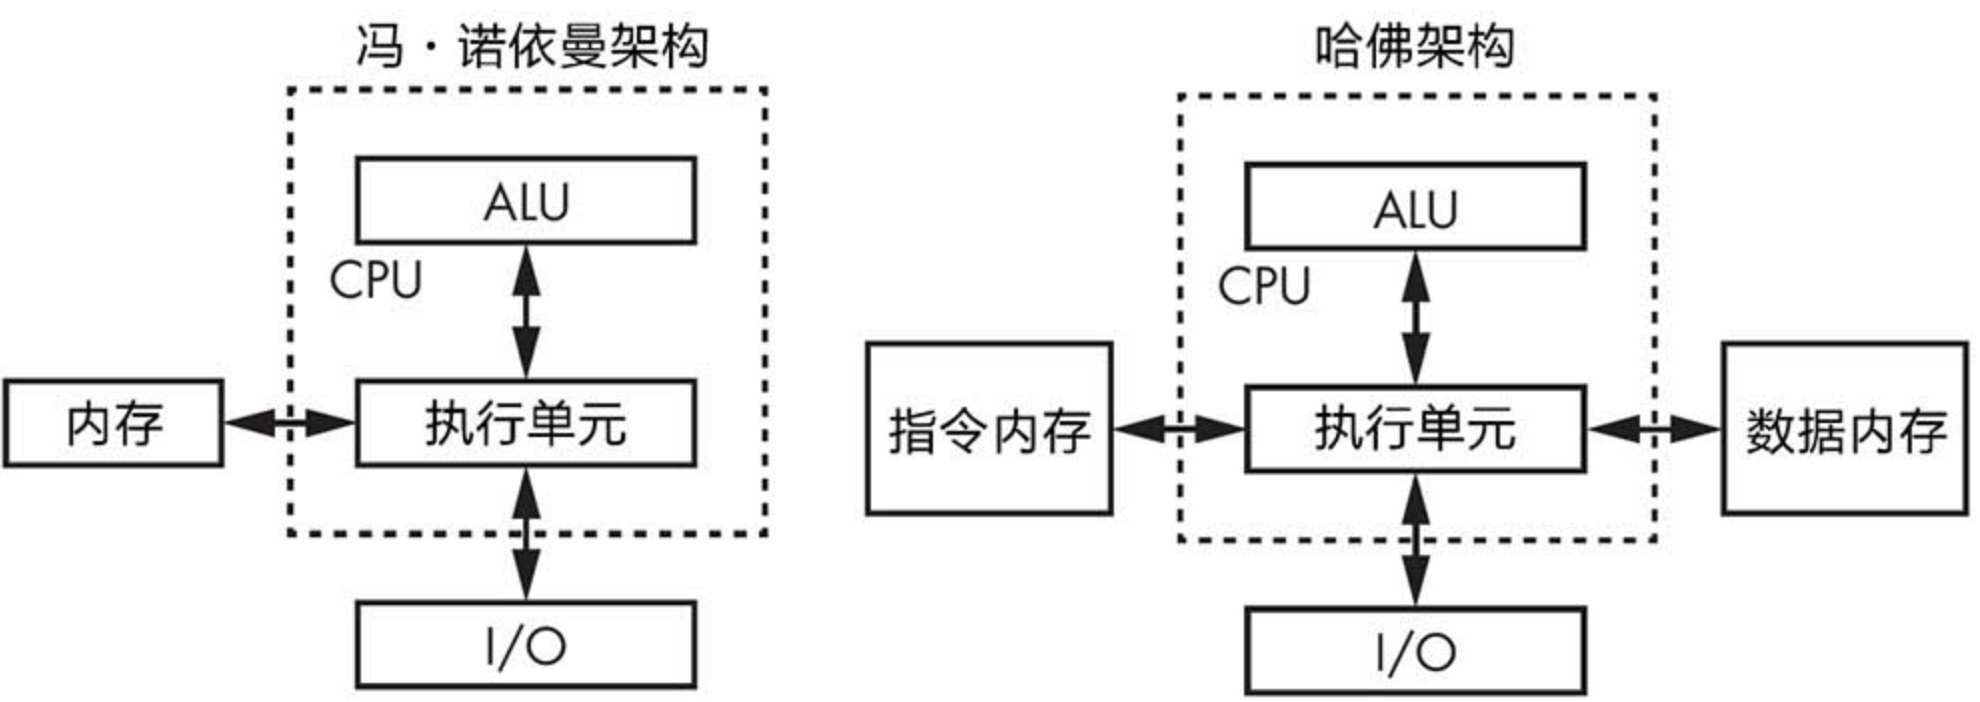 冯·诺依曼架构
ALU
CPU
内存
执行单元
I/O
哈佛架构
ALU
CPU
指令内存
执行单元
数据内存
I/O